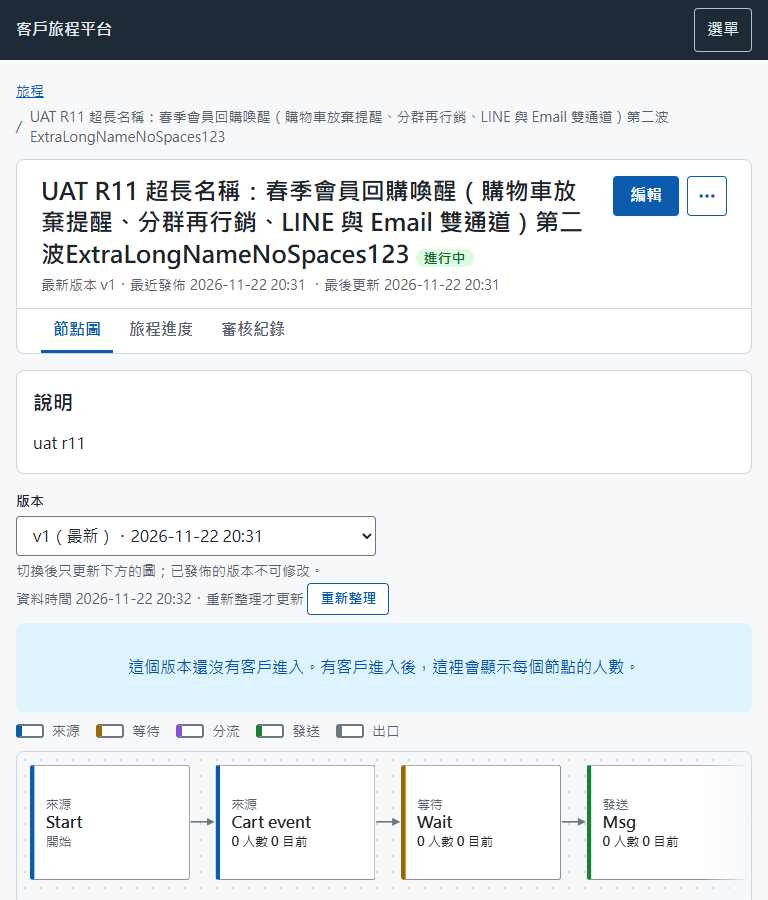 客戶旅程平台
選單
旅程
/ UAT R11 超長名稱：春季會員回購喚醒（購物車放棄提醒、分群再行銷、LINE 與 Email 雙通道）第二波
ExtraLongNameNoSpaces123
UAT R11 超長名稱：春季會員回購喚醒（購物車放
棄提醒、分群再行銷、LINE 與 Email 雙通道）第二
波ExtraLongNameNoSpaces123 進行中
編輯
···
最新版本 v1 · 最近發佈 2026-11-22 20:31 · 最後更新 2026-11-22 20:31
節點圖 旅程進度 審核紀錄
說明
uat r11
版本
v1（最新） · 2026-11-22 20:31
切換後只更新下方的圖；已發佈的版本不可修改。
資料時間 2026-11-22 20:32 · 重新整理才更新 重新整理
這個版本還沒有客戶進入。有客戶進入後，這裡會顯示每個節點的人數。
來源 等待 分流 發送 出口
來源
Start
開始
來源
Cart event
0 人數 0 目前
等待
Wait
0 人數 0 目前
發送
Msg
0 人數 0 目前